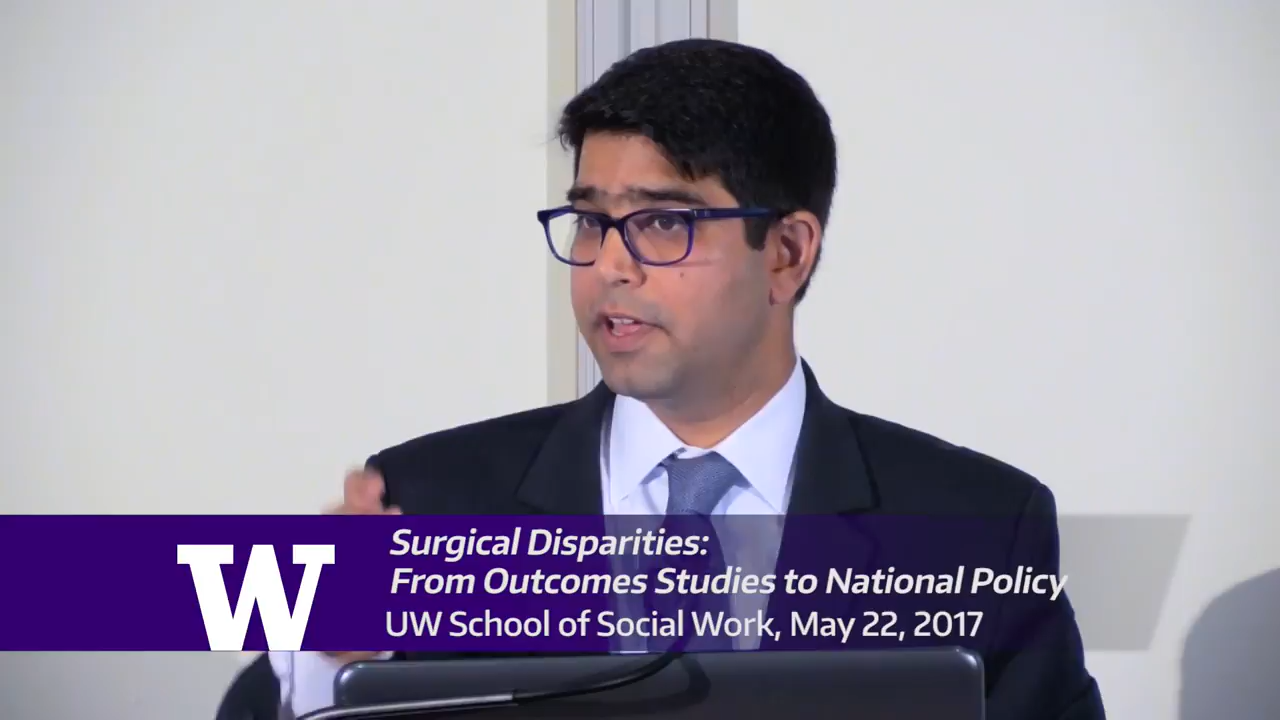 W
Surgical Disparities:
From Outcomes Studies to National Policy
UW School of Social Work, May 22, 2017